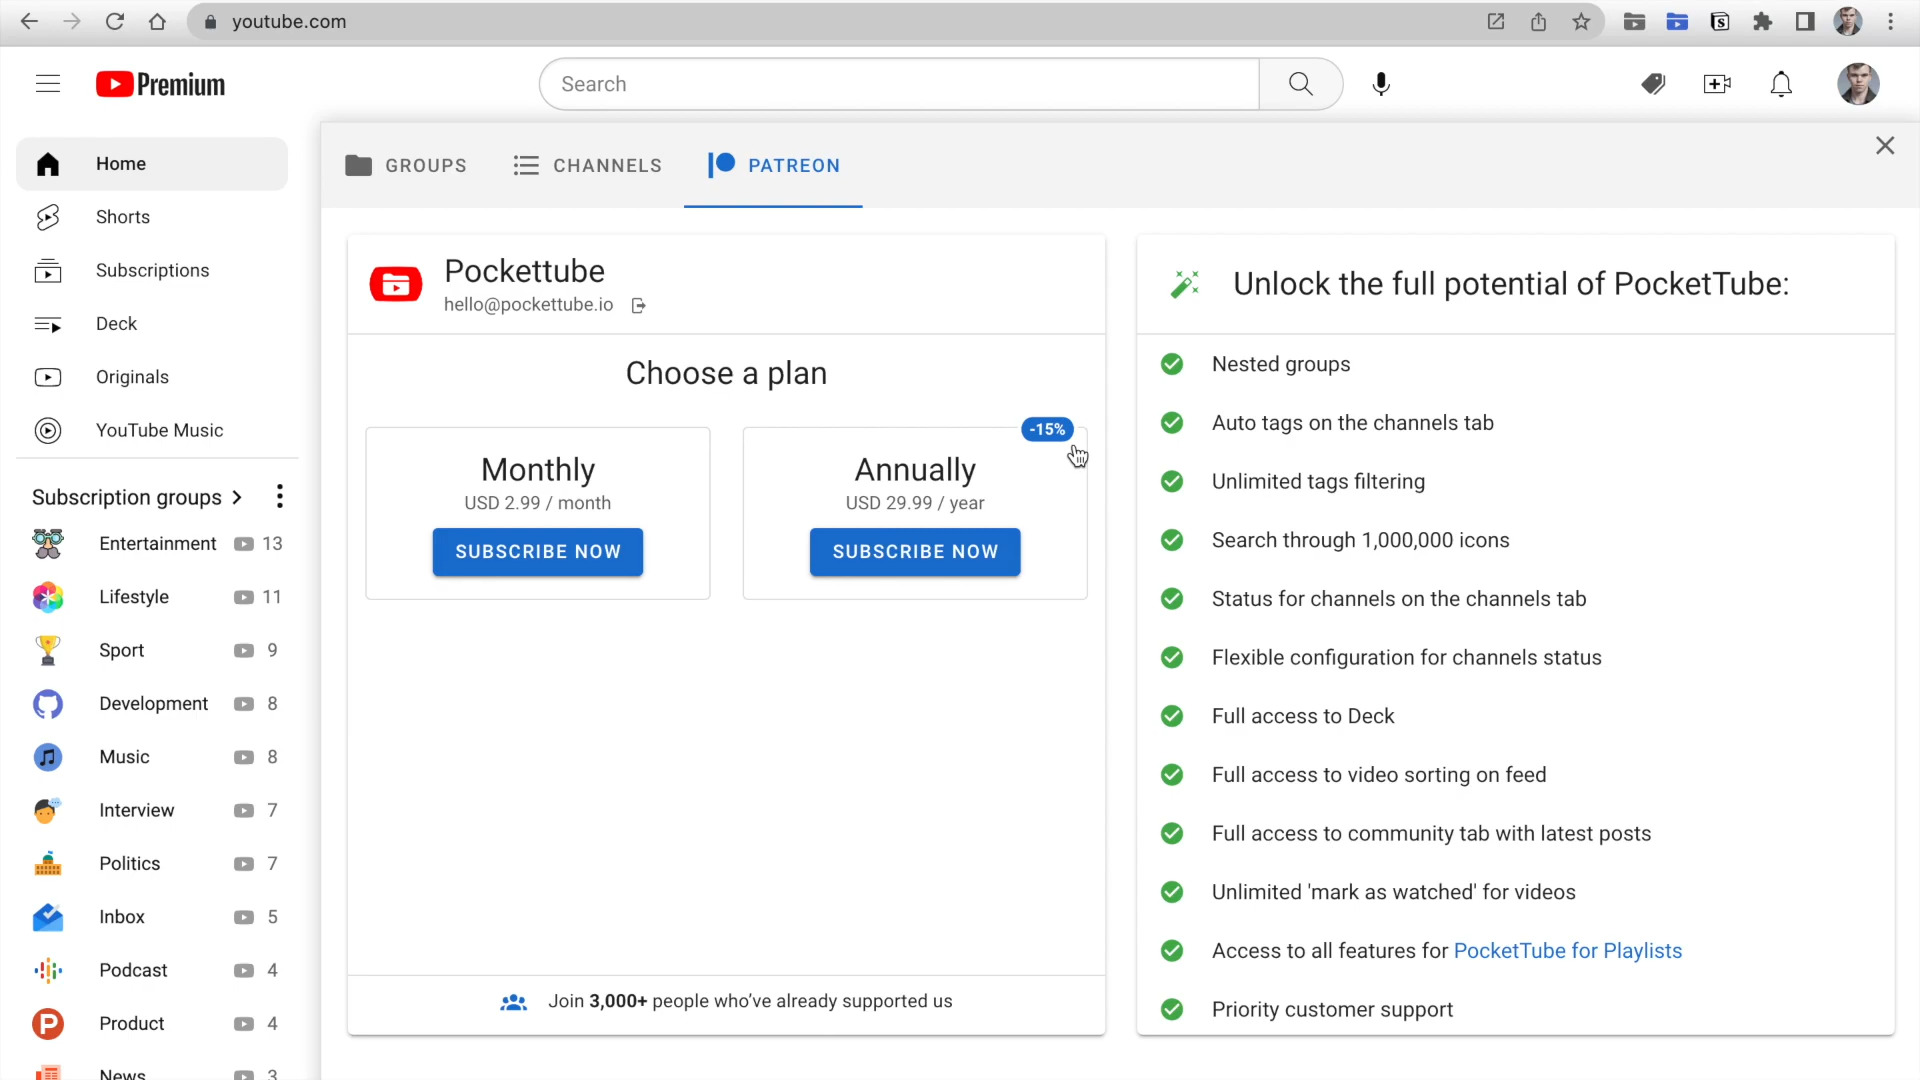 youtube.com
Premium
Search
Home
Shorts
Subscriptions
Deck
Originals
YouTube Music
Subscription groups
Entertainment 13
Lifestyle 11
Sport 9
Development 8
Music 8
Interview 7
Politics 7
Inbox 5
Podcast 4
Product 4
News 3
GROUPS CHANNELS PATREON
Pockettube
hello@pockettube.io
Choose a plan
Monthly
USD 2.99 / month
SUBSCRIBE NOW
-15%
Annually
USD 29.99 / year
SUBSCRIBE NOW
Join 3,000+ people who’ve already supported us
Unlock the full potential of PocketTube:
Nested groups
Auto tags on the channels tab
Unlimited tags filtering
Search through 1,000,000 icons
Status for channels on the channels tab
Flexible configuration for channels status
Full access to Deck
Full access to video sorting on feed
Full access to community tab with latest posts
Unlimited 'mark as watched' for videos
Access to all features for PocketTube for Playlists
Priority customer support